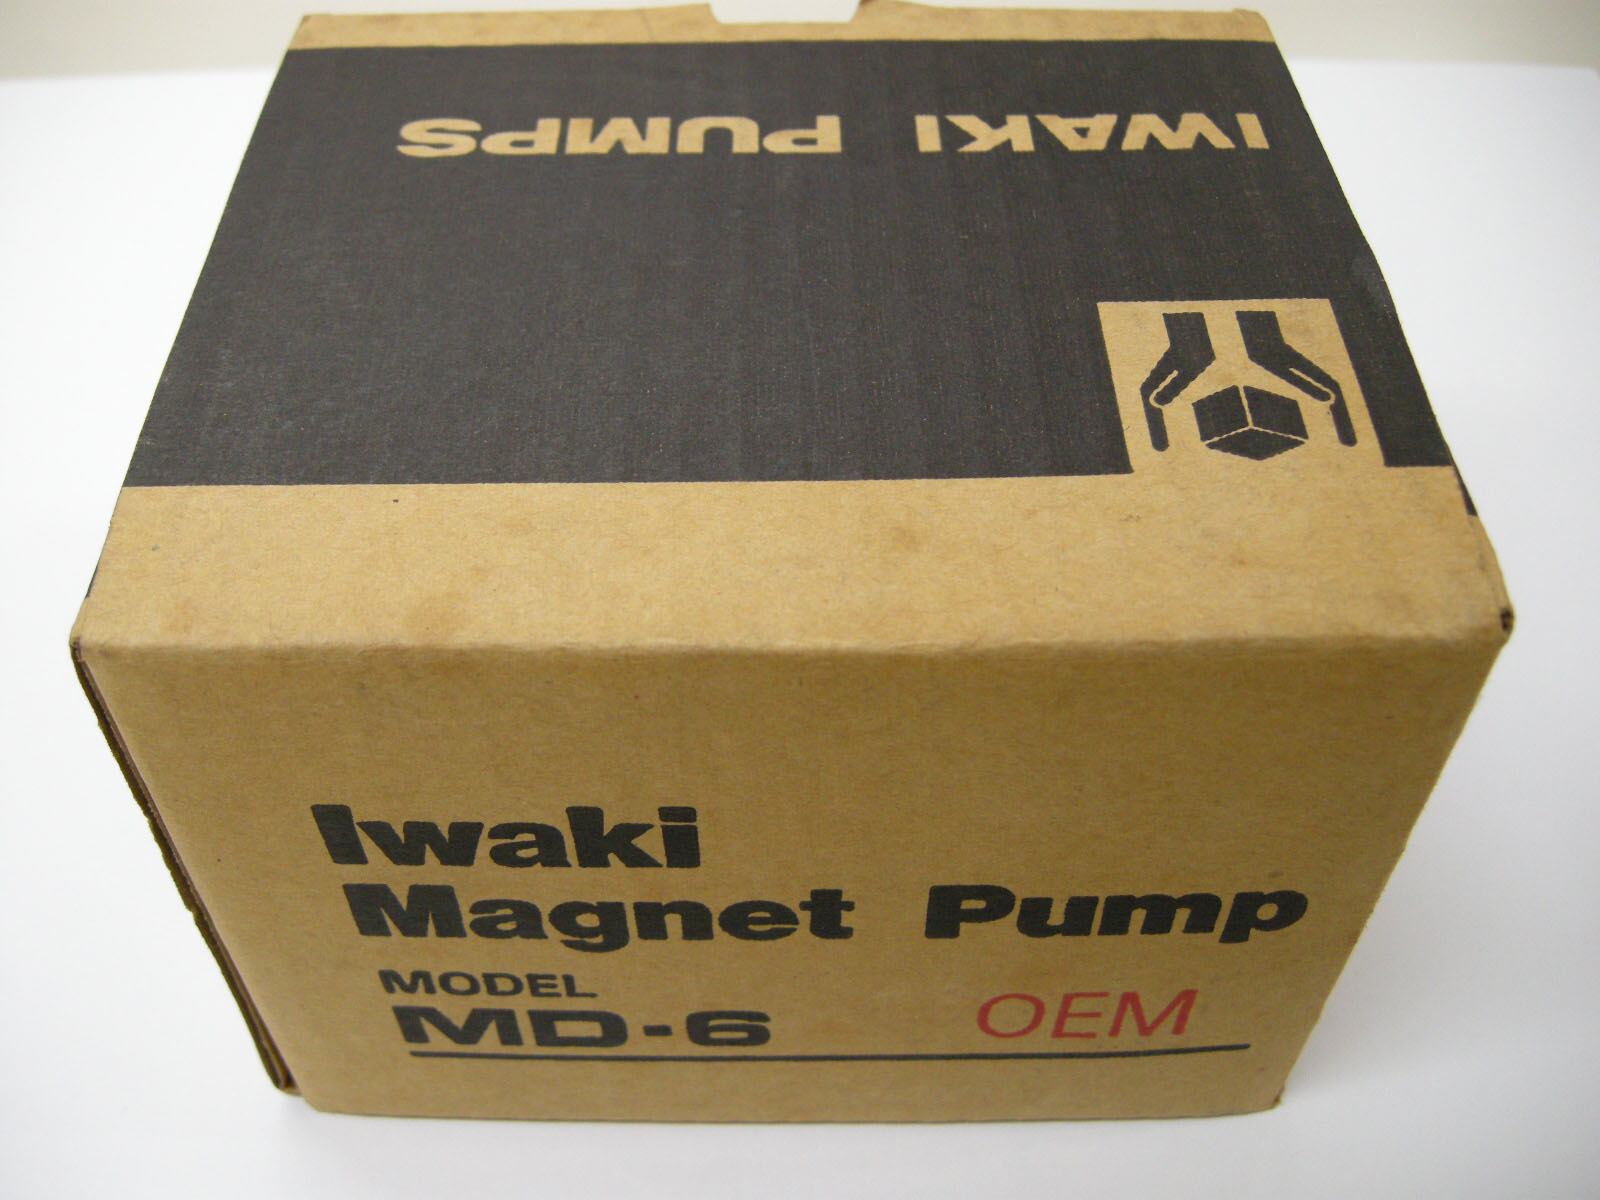 IWAKI PUMPS
Iwaki
Magnet Pump
MODEL
MD-6 OEM